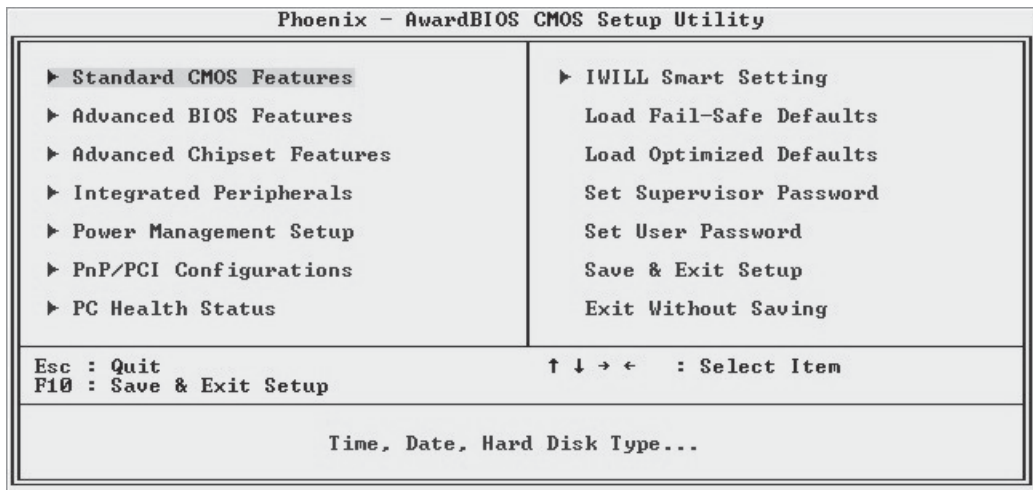 Phoenix - AwardBIOS CMOS Setup Utility
▶ Standard CMOS Features
▶ Advanced BIOS Features
▶ Advanced Chipset Features
▶ Integrated Peripherals
▶ Power Management Setup
▶ PnP/PCI Configurations
▶ PC Health Status
▶ IWILL Smart Setting
Load Fail-Safe Defaults
Load Optimized Defaults
Set Supervisor Password
Set User Password
Save & Exit Setup
Exit Without Saving
Esc : Quit
F10 : Save & Exit Setup
↑ ↓ → ← : Select Item
Time, Date, Hard Disk Type...